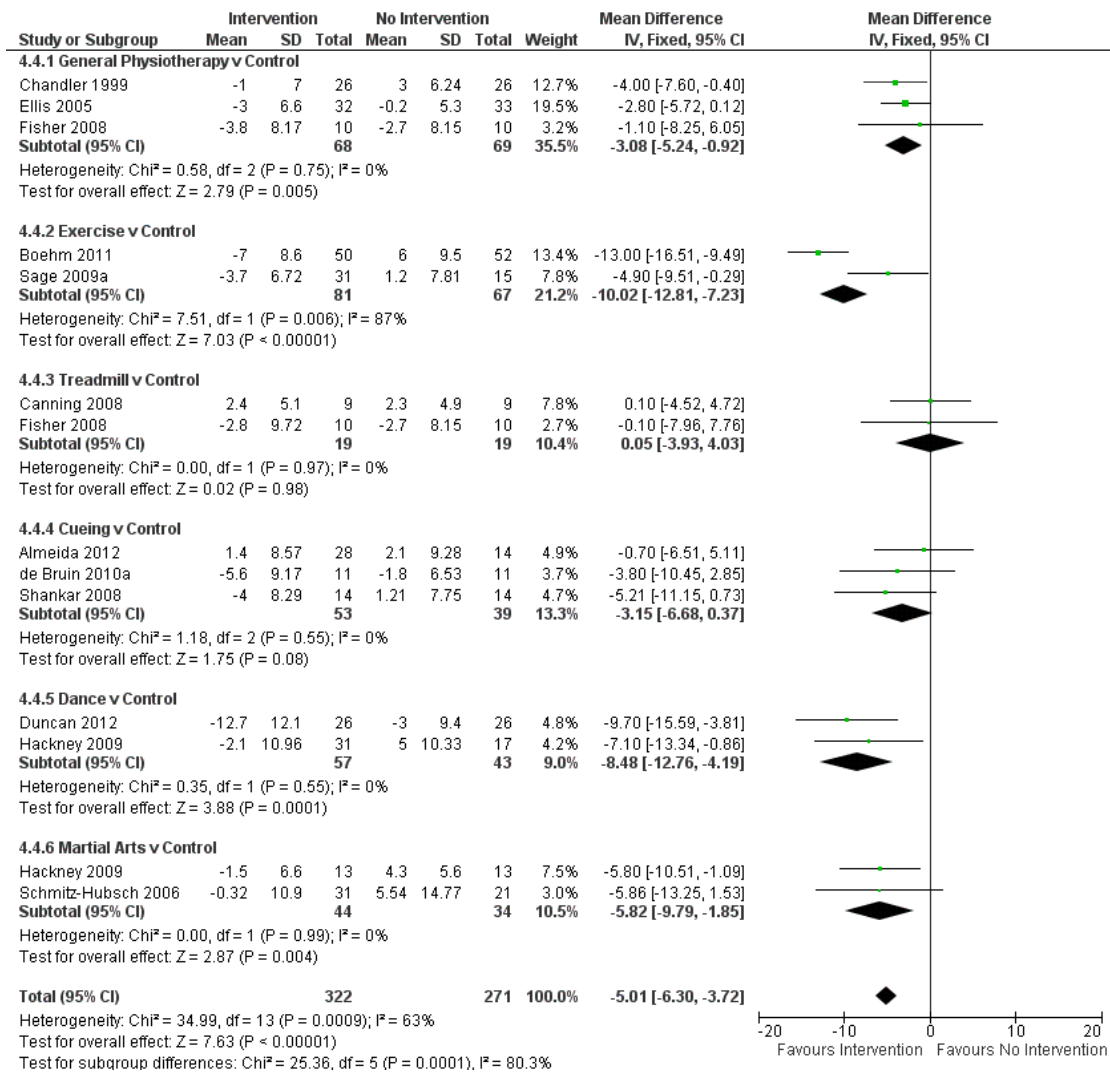 Intervention No Intervention Mean Difference Mean Difference
Study or Subgroup Mean SD Total Mean SD Total Weight IV, Fixed, 95% CI IV, Fixed, 95% CI
4.4.1 General Physiotherapy v Control
Chandler 1999 -1 7 26 3 6.24 26 12.7% -4.00 [-7.60, -0.40]
Ellis 2005 -3 6.6 32 -0.2 5.3 33 19.5% -2.80 [-5.72, 0.12]
Fisher 2008 -3.8 8.17 10 -2.7 8.15 10 3.2% -1.10 [-8.25, 6.05]
Subtotal (95% CI) 68 69 35.5% -3.08 [-5.24, -0.92]
Heterogeneity: Chi² = 0.58, df = 2 (P = 0.75); I² = 0%
Test for overall effect: Z = 2.79 (P = 0.005)
4.4.2 Exercise v Control
Boehm 2011 -7 8.6 50 6 9.5 52 13.4% -13.00 [-16.51, -9.49]
Sage 2009a -3.7 6.72 31 1.2 7.81 15 7.8% -4.90 [-9.51, -0.29]
Subtotal (95% CI) 81 67 21.2% -10.02 [-12.81, -7.23]
Heterogeneity: Chi² = 7.51, df = 1 (P = 0.006); I² = 87%
Test for overall effect: Z = 7.03 (P < 0.00001)
4.4.3 Treadmill v Control
Canning 2008 2.4 5.1 9 2.3 4.9 9 7.8% 0.10 [-4.52, 4.72]
Fisher 2008 -2.8 9.72 10 -2.7 8.15 10 2.7% -0.10 [-7.96, 7.76]
Subtotal (95% CI) 19 19 10.4% 0.05 [-3.93, 4.03]
Heterogeneity: Chi² = 0.00, df = 1 (P = 0.97); I² = 0%
Test for overall effect: Z = 0.02 (P = 0.98)
4.4.4 Cueing v Control
Almeida 2012 1.4 8.57 28 2.1 9.28 14 4.9% -0.70 [-6.51, 5.11]
de Bruin 2010a -5.6 9.17 11 -1.8 6.53 11 3.7% -3.80 [-10.45, 2.85]
Shankar 2008 -4 8.29 14 1.21 7.75 14 4.7% -5.21 [-11.15, 0.73]
Subtotal (95% CI) 53 39 13.3% -3.15 [-6.68, 0.37]
Heterogeneity: Chi² = 1.18, df = 2 (P = 0.55); I² = 0%
Test for overall effect: Z = 1.75 (P = 0.08)
4.4.5 Dance v Control
Duncan 2012 -12.7 12.1 26 -3 9.4 26 4.8% -9.70 [-15.59, -3.81]
Hackney 2009 -2.1 10.96 31 5 10.33 17 4.2% -7.10 [-13.34, -0.86]
Subtotal (95% CI) 57 43 9.0% -8.48 [-12.76, -4.19]
Heterogeneity: Chi² = 0.35, df = 1 (P = 0.55); I² = 0%
Test for overall effect: Z = 3.88 (P = 0.0001)
4.4.6 Martial Arts v Control
Hackney 2009 -1.5 6.6 13 4.3 5.6 13 7.5% -5.80 [-10.51, -1.09]
Schmitz-Hubsch 2006 -0.32 10.9 31 5.54 14.77 21 3.0% -5.86 [-13.25, 1.53]
Subtotal (95% CI) 44 34 10.5% -5.82 [-9.79, -1.85]
Heterogeneity: Chi² = 0.00, df = 1 (P = 0.99); I² = 0%
Test for overall effect: Z = 2.87 (P = 0.004)
Total (95% CI) 322 271 100.0% -5.01 [-6.30, -3.72]
Heterogeneity: Chi² = 34.99, df = 13 (P = 0.0009); I² = 63%
Test for overall effect: Z = 7.63 (P < 0.00001)
Test for subgroup differences: Chi² = 25.36, df = 5 (P = 0.0001), I² = 80.3%
-20 -10 0 10 20
Favours Intervention Favours No Intervention